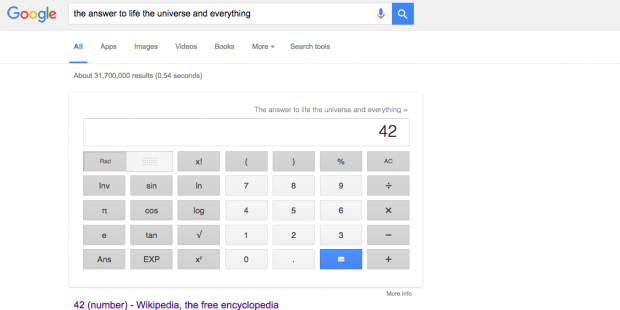 Google the answer to life the universe and everything
All Apps Images Videos Books More Search tools
About 31,700,000 results (0.54 seconds)
The answer to life the universe and everything =
42
Rad x! ( ) % AC
Inv sin ln 7 8 9 ÷
π cos log 4 5 6 ×
e tan √ 1 2 3 −
Ans EXP xʸ 0 . = +
More info
42 (number) - Wikipedia, the free encyclopedia